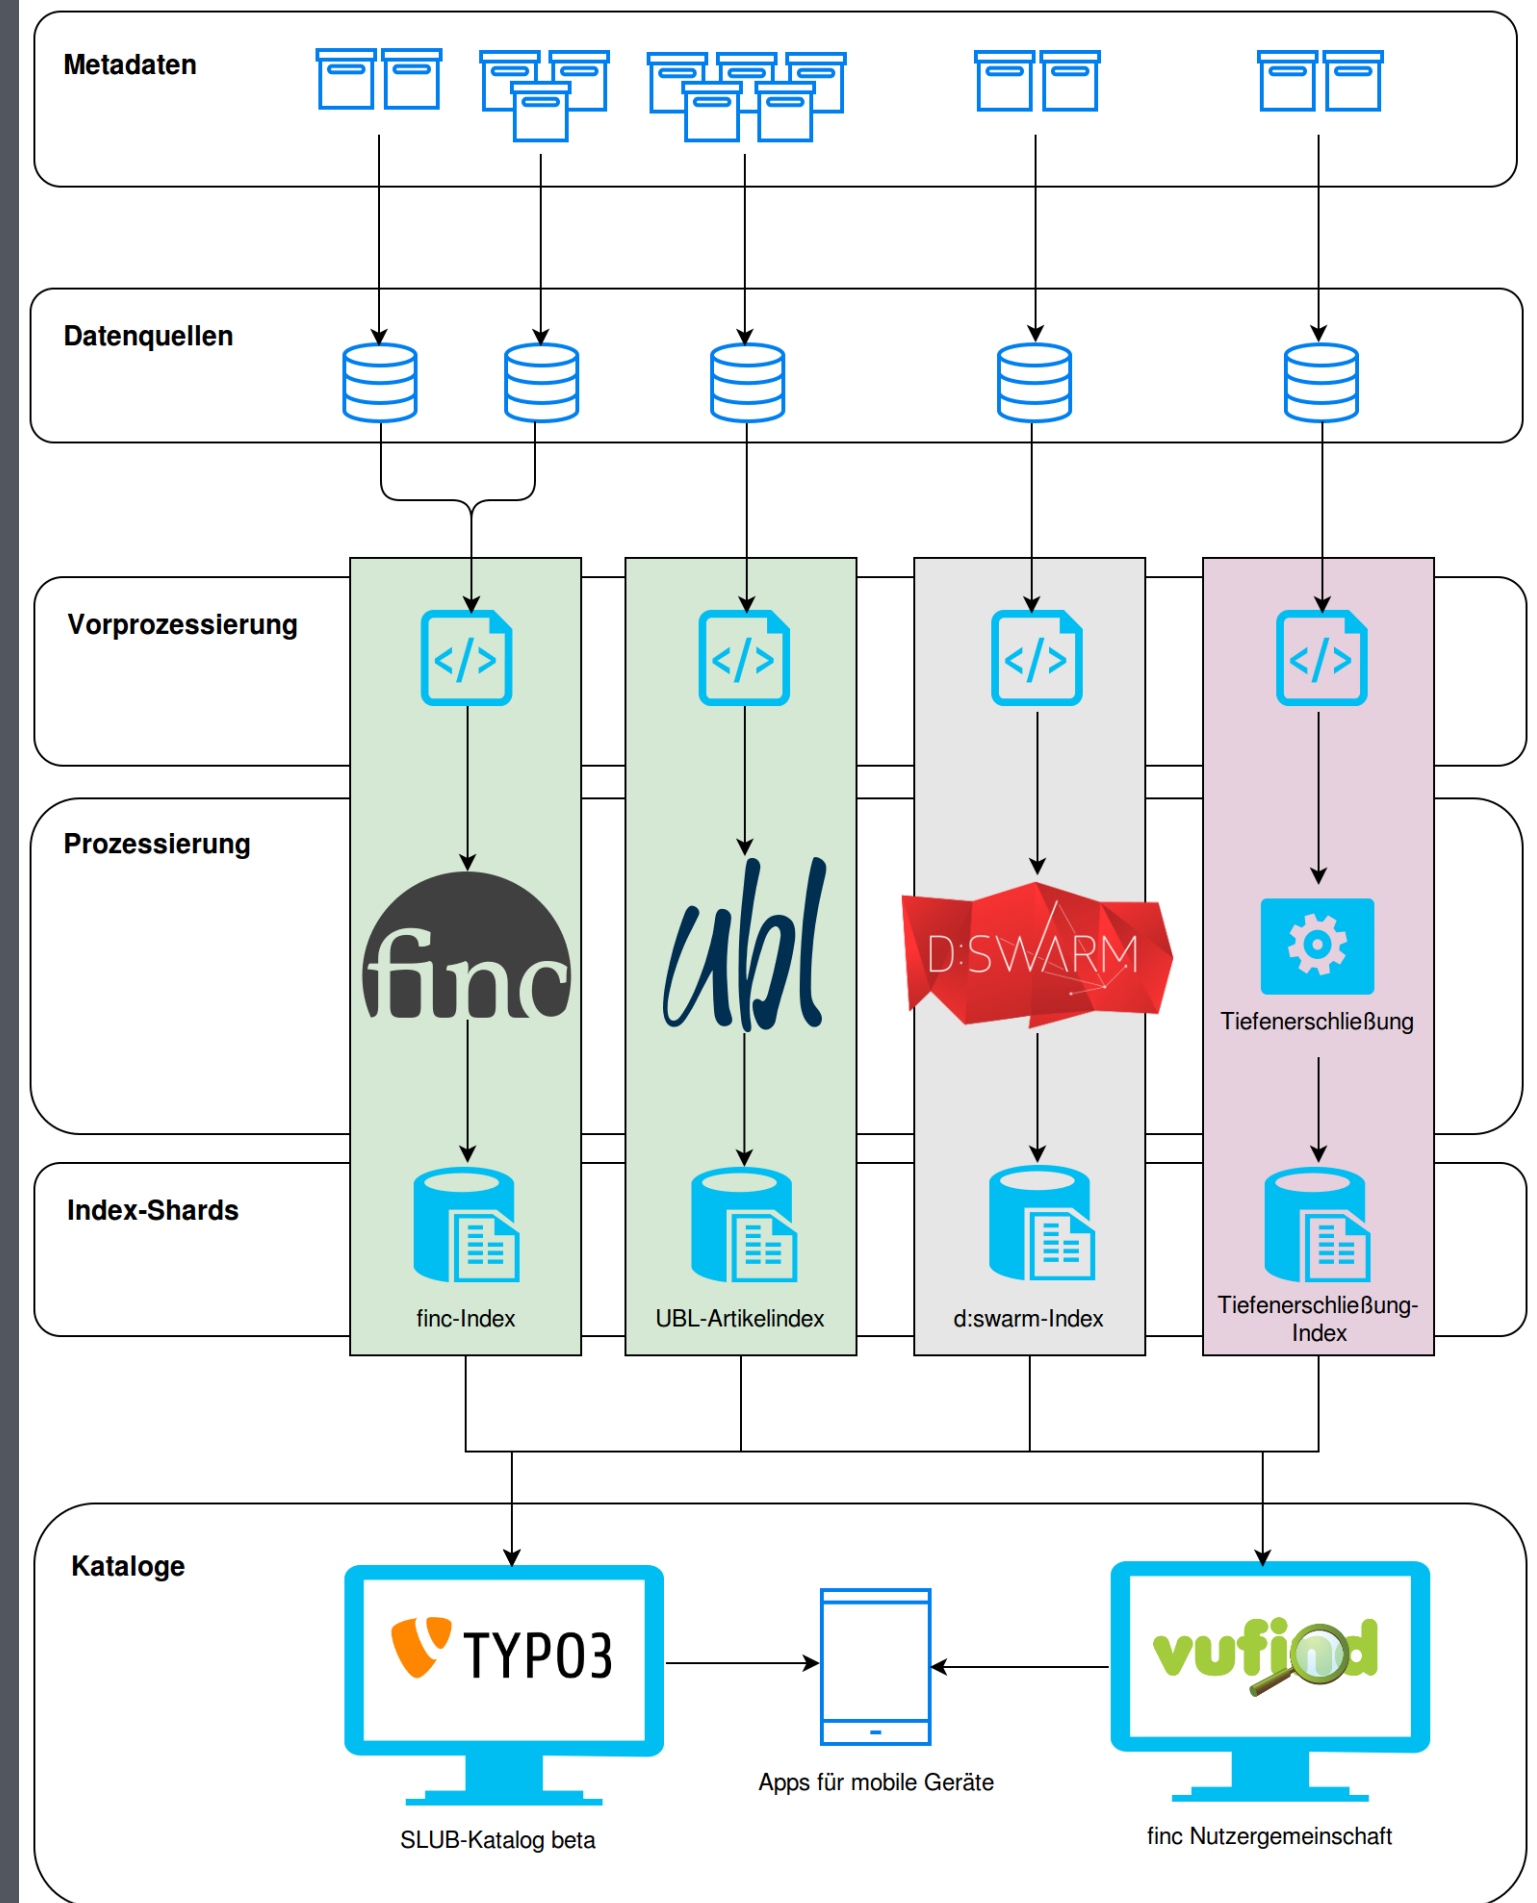 Metadaten
Datenquellen
Vorprozessierung
</>
</>
</>
</>
Prozessierung
finc
ubl
D:SWARM
Tiefenerschließung
Index-Shards
finc-Index
UBL-Artikelindex
d:swarm-Index
Tiefenerschließung-
Index
Kataloge
TYPO3
vufind
Apps für mobile Geräte
SLUB-Katalog beta
finc Nutzergemeinschaft